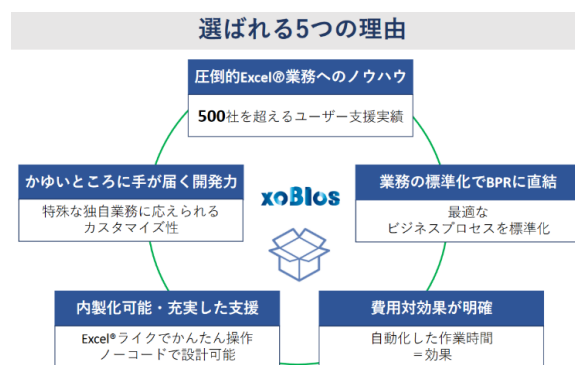 選ばれる5つの理由
圧倒的Excel®業務へのノウハウ
500社を超えるユーザー支援実績
かゆいところに手が届く開発力
特殊な独自業務に応えられる
カスタマイズ性
業務の標準化でBPRに直結
最適な
ビジネスプロセスを標準化
xoBlos
内製化可能・充実した支援
Excel®ライクでかんたん操作
ノーコードで設計可能
費用対効果が明確
自動化した作業時間
＝効果